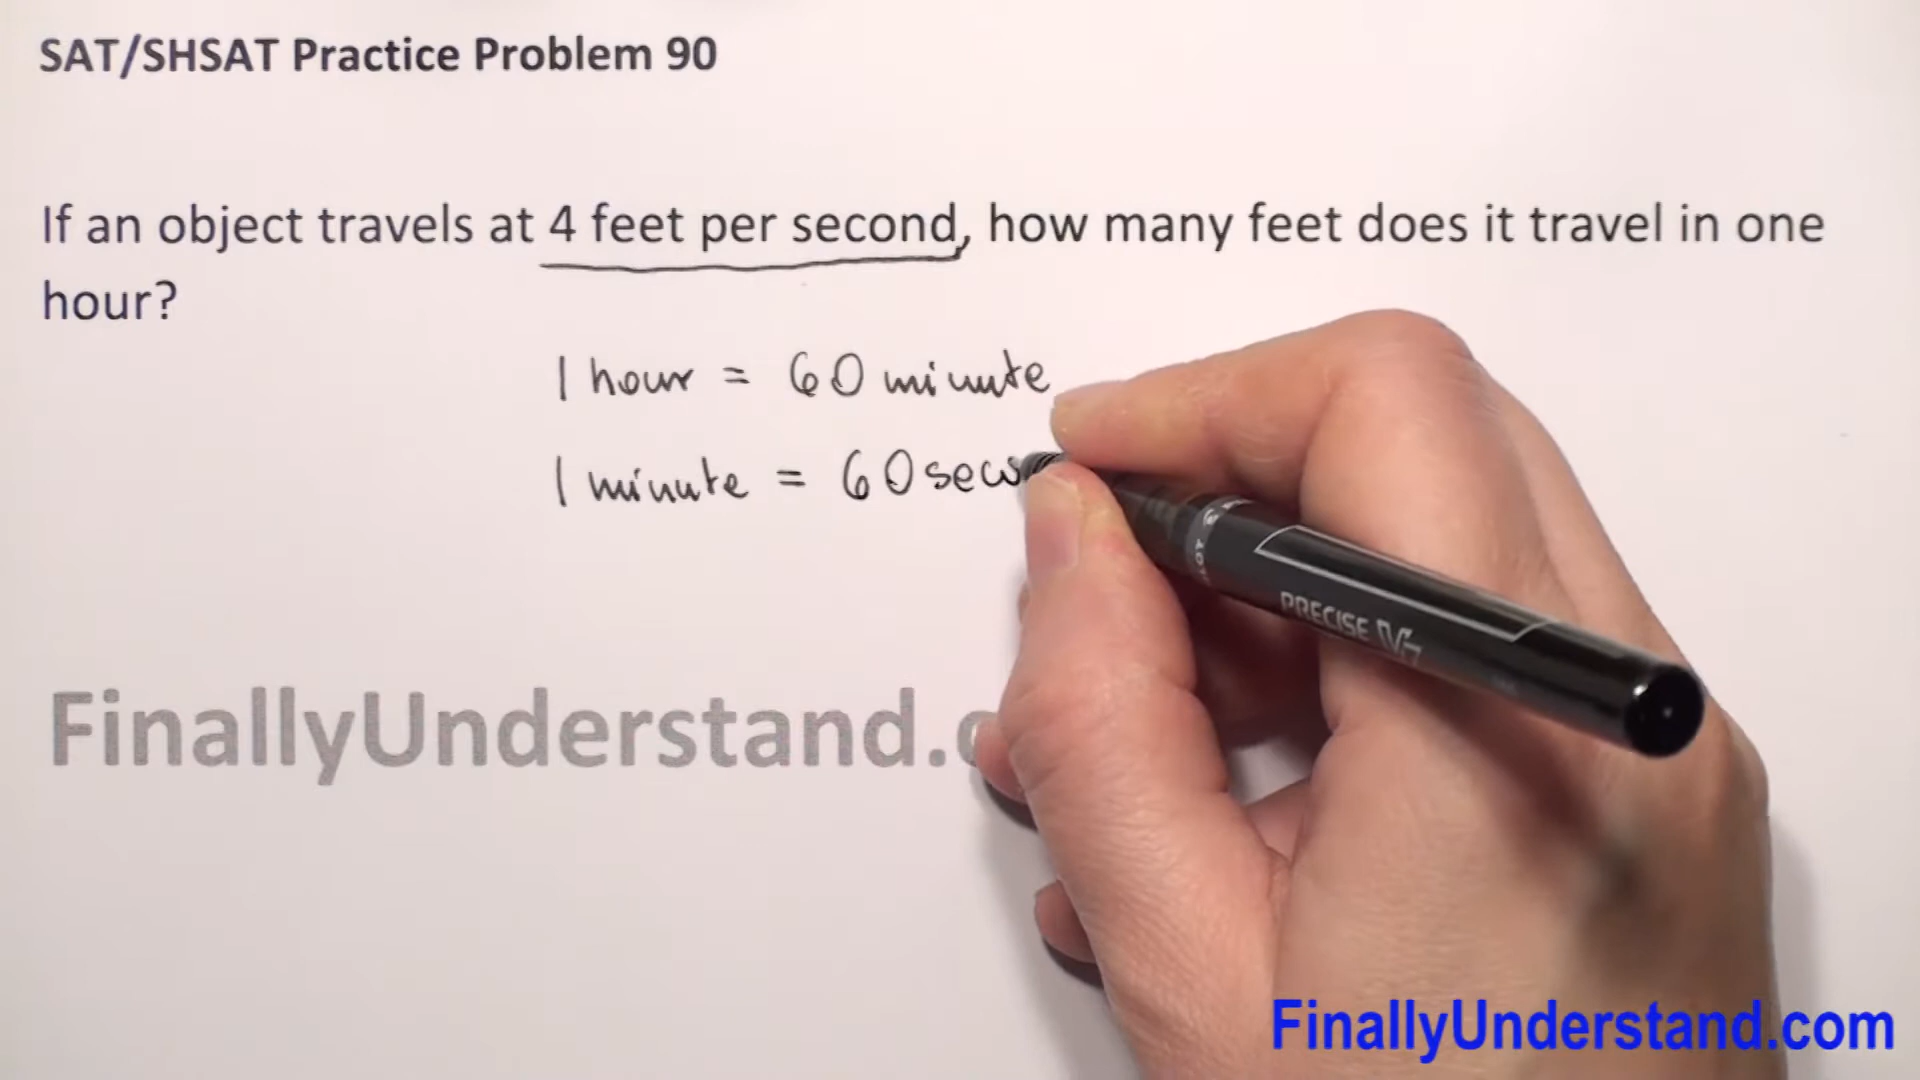 SAT/SHSAT Practice Problem 90
If an object travels at 4 feet per second, how many feet does it travel in one
hour?
1 hour = 60 minute
1 minute = 60 seco
FinallyUnderstand.c
PRECISE V7
FinallyUnderstand.com